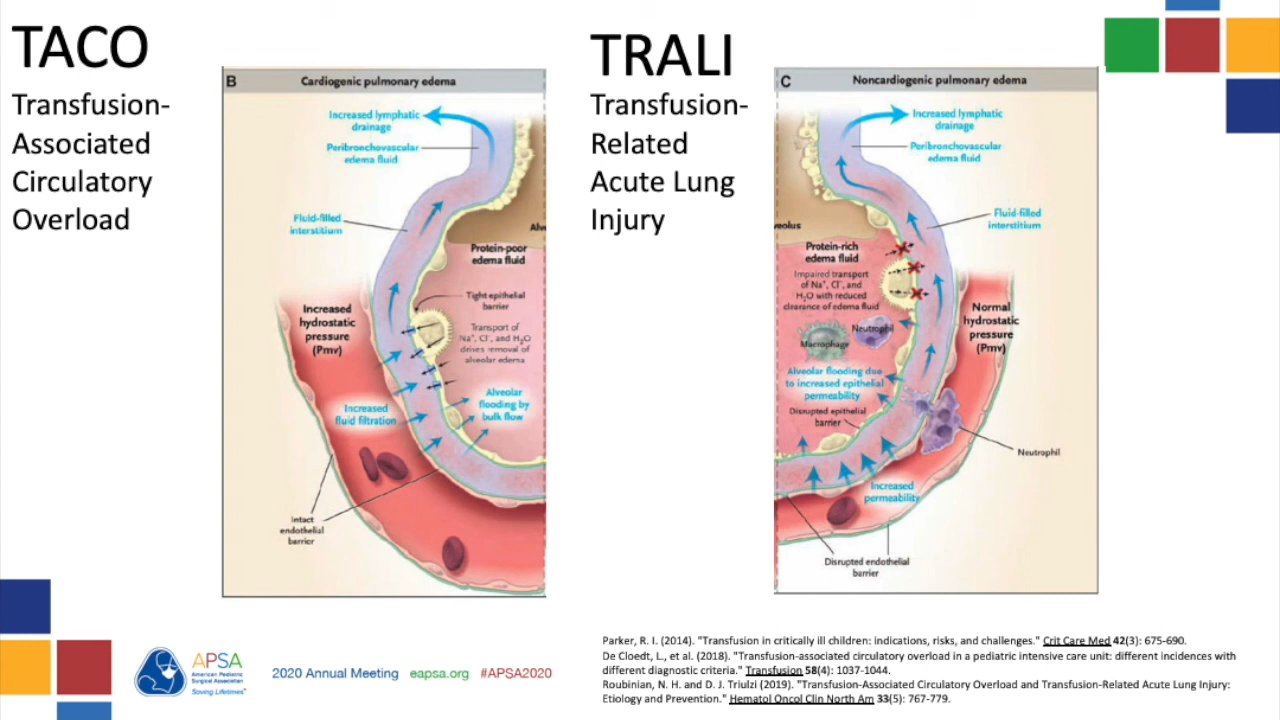 TACO
Transfusion-
Associated
Circulatory
Overload
B
Cardiogenic pulmonary edema
Increased lymphatic
drainage
Peribronchovascular
edema fluid
Fluid-filled
interstitium
Alve
Protein-poor
edema fluid
Tight epithelial
barrier
Increased
hydrostatic
pressure
(Pmv)
Transport of
Na⁺, Cl⁻, and H₂O
drives removal of
alveolar edema
Alveolar
flooding by
bulk flow
Increased
fluid filtration
Intact
endothelial
barrier
TRALI
Transfusion-
Related
Acute Lung
Injury
C
Noncardiogenic pulmonary edema
Increased lymphatic
drainage
Peribronchovascular
edema fluid
Fluid-filled
interstitium
veolus
Protein-rich
edema fluid
Impaired transport
of Na⁺, Cl⁻, and
H₂O with reduced
clearance of edema fluid
Normal
hydrostatic
pressure
(Pmv)
Neutrophil
Macrophage
Alveolar flooding due
to increased epithelial
permeability
Disrupted epithelial
barrier
Neutrophil
Increased
permeability
Disrupted endothelial
barrier
APSA
American Pediatric
Surgical Association
Saving Lifetimes
2020 Annual Meeting eapsa.org #APSA2020
Parker, R. I. (2014). "Transfusion in critically ill children: indications, risks, and challenges." Crit Care Med 42(3): 675-690.
De Cloedt, L., et al. (2018). "Transfusion-associated circulatory overload in a pediatric intensive care unit: different incidences with
different diagnostic criteria." Transfusion 58(4): 1037-1044.
Roubinian, N. H. and D. J. Triulzi (2019). "Transfusion-Associated Circulatory Overload and Transfusion-Related Acute Lung Injury:
Etiology and Prevention." Hematol Oncol Clin North Am 33(5): 767-779.